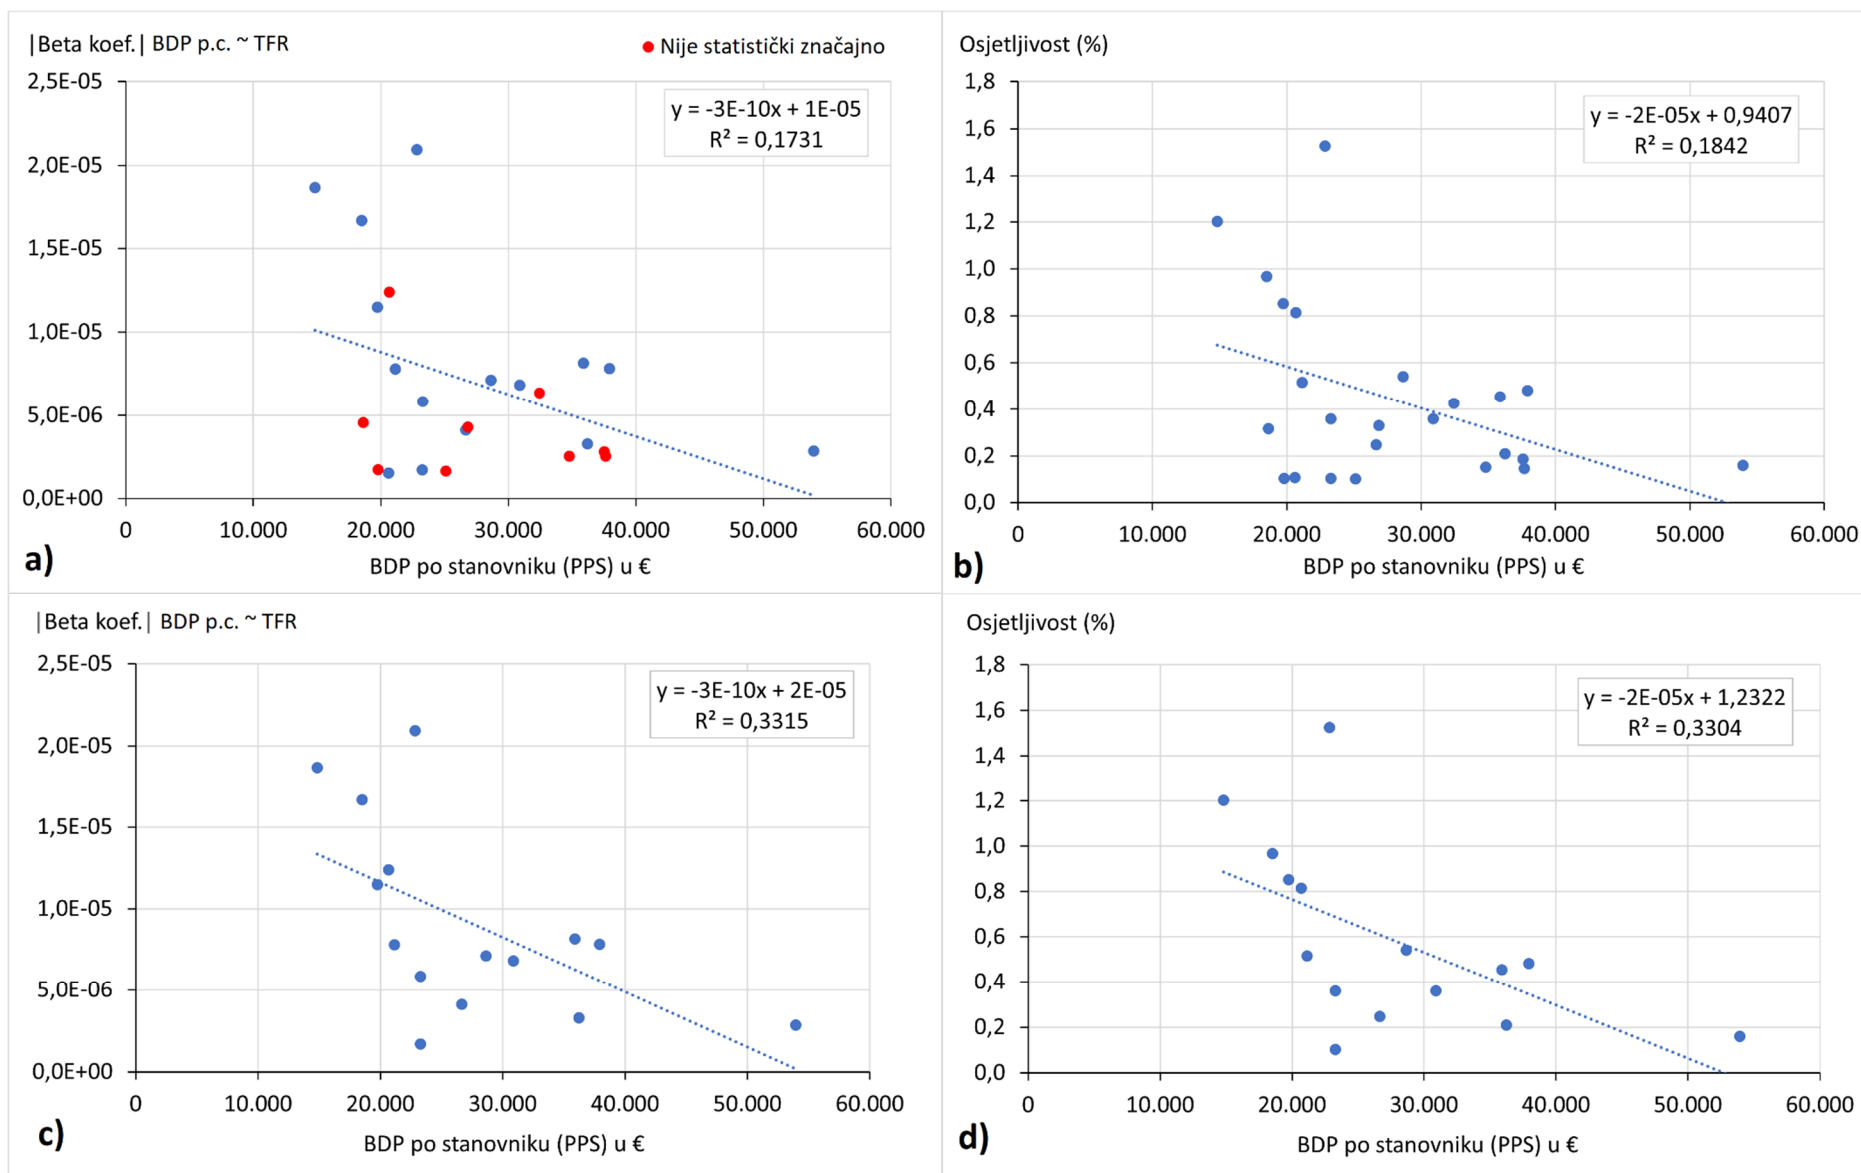 |Beta koef.| BDP p.c. ~ TFR
Nije statistički značajno
2,5E-05
y = -3E-10x + 1E-05
R² = 0,1731
2,0E-05
1,5E-05
1,0E-05
5,0E-06
0,0E+00
0 10.000 20.000 30.000 40.000 50.000 60.000
a)
BDP po stanovniku (PPS) u €
Osjetljivost (%)
1,8
y = -2E-05x + 0,9407
R² = 0,1842
1,6
1,4
1,2
1,0
0,8
0,6
0,4
0,2
0,0
0 10.000 20.000 30.000 40.000 50.000 60.000
b)
BDP po stanovniku (PPS) u €
|Beta koef.| BDP p.c. ~ TFR
2,5E-05
y = -3E-10x + 2E-05
R² = 0,3315
2,0E-05
1,5E-05
1,0E-05
5,0E-06
0,0E+00
0 10.000 20.000 30.000 40.000 50.000 60.000
c)
BDP po stanovniku (PPS) u €
Osjetljivost (%)
1,8
y = -2E-05x + 1,2322
R² = 0,3304
1,6
1,4
1,2
1,0
0,8
0,6
0,4
0,2
0,0
0 10.000 20.000 30.000 40.000 50.000 60.000
d)
BDP po stanovniku (PPS) u €